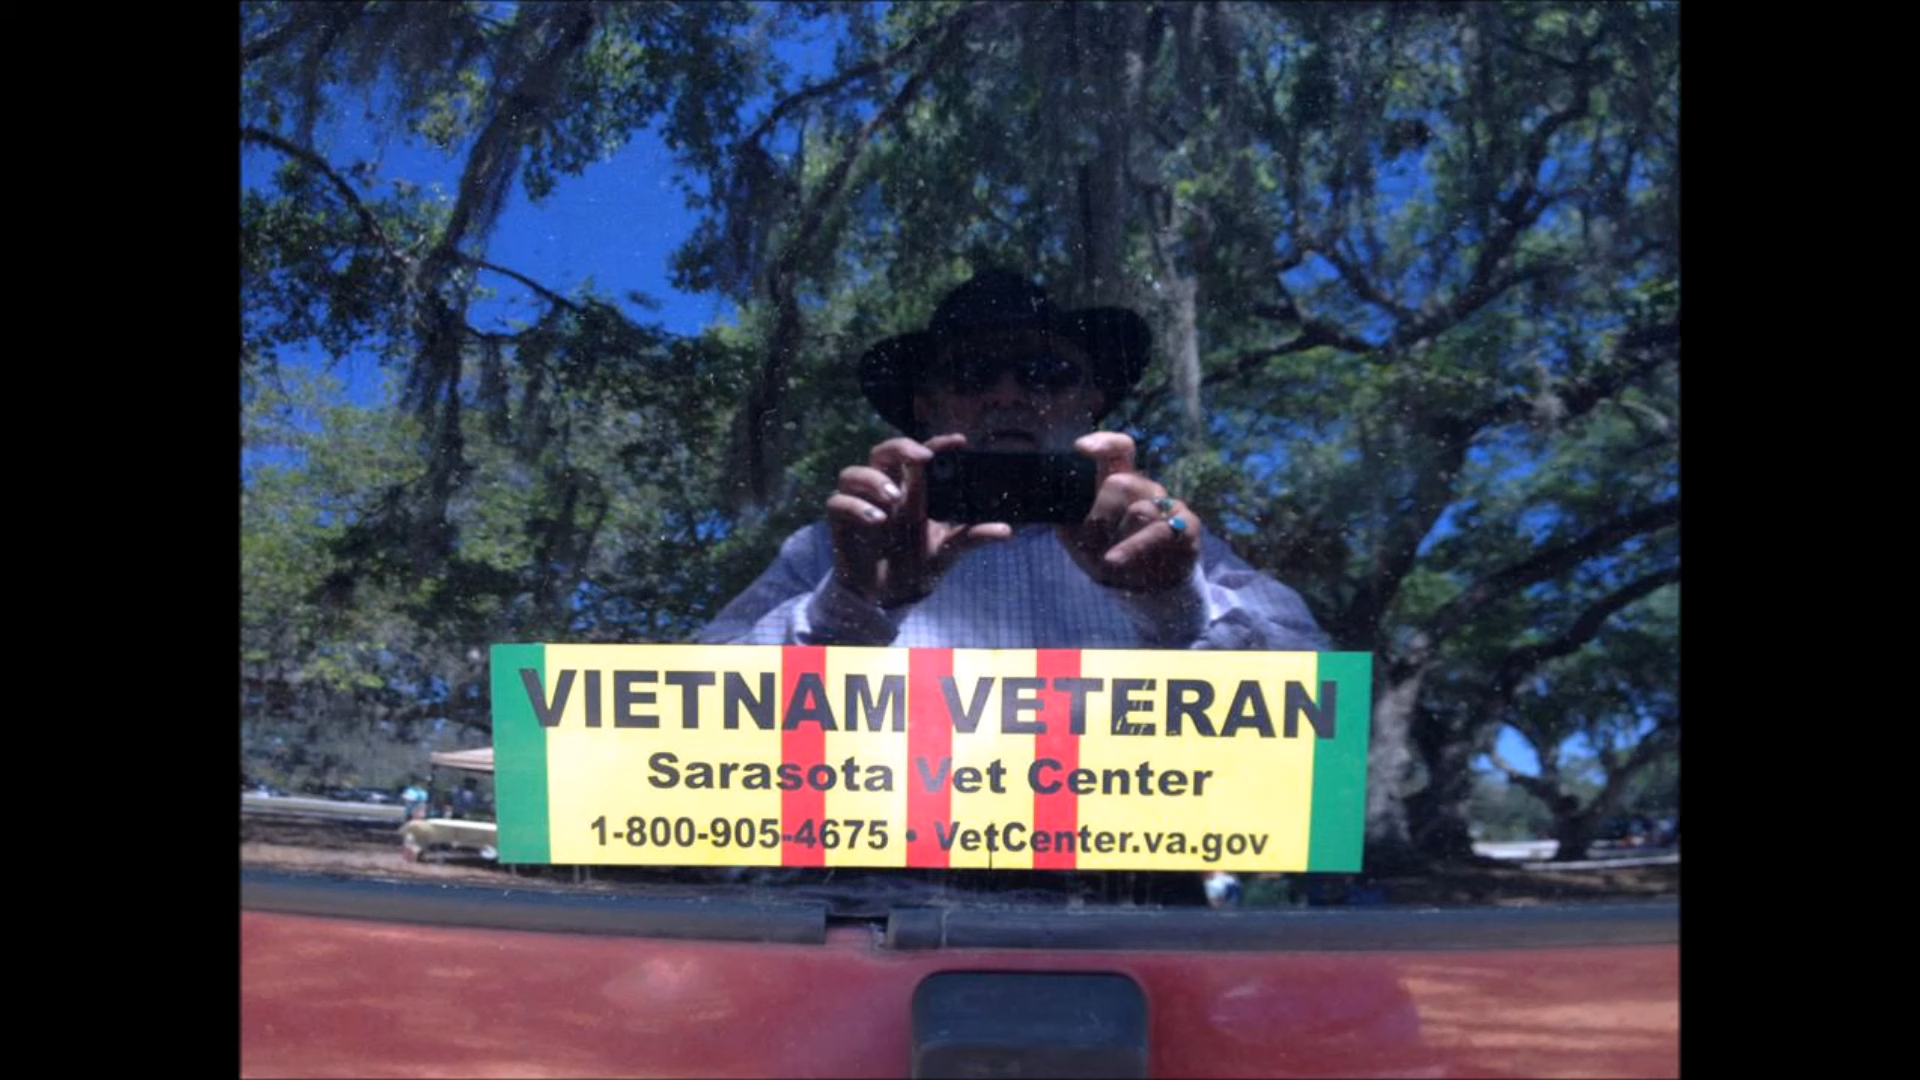 VIETNAM VETERAN
Sarasota Vet Center
1-800-905-4675 • VetCenter.va.gov